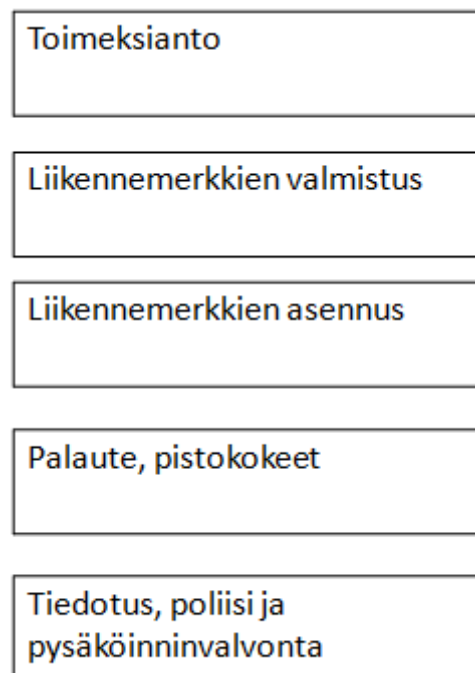 Toimeksianto
Liikennemerkkien valmistus
Liikennemerkkien asennus
Palaute, pistokokeet
Tiedotus, poliisi ja
pysäköinninvalvonta